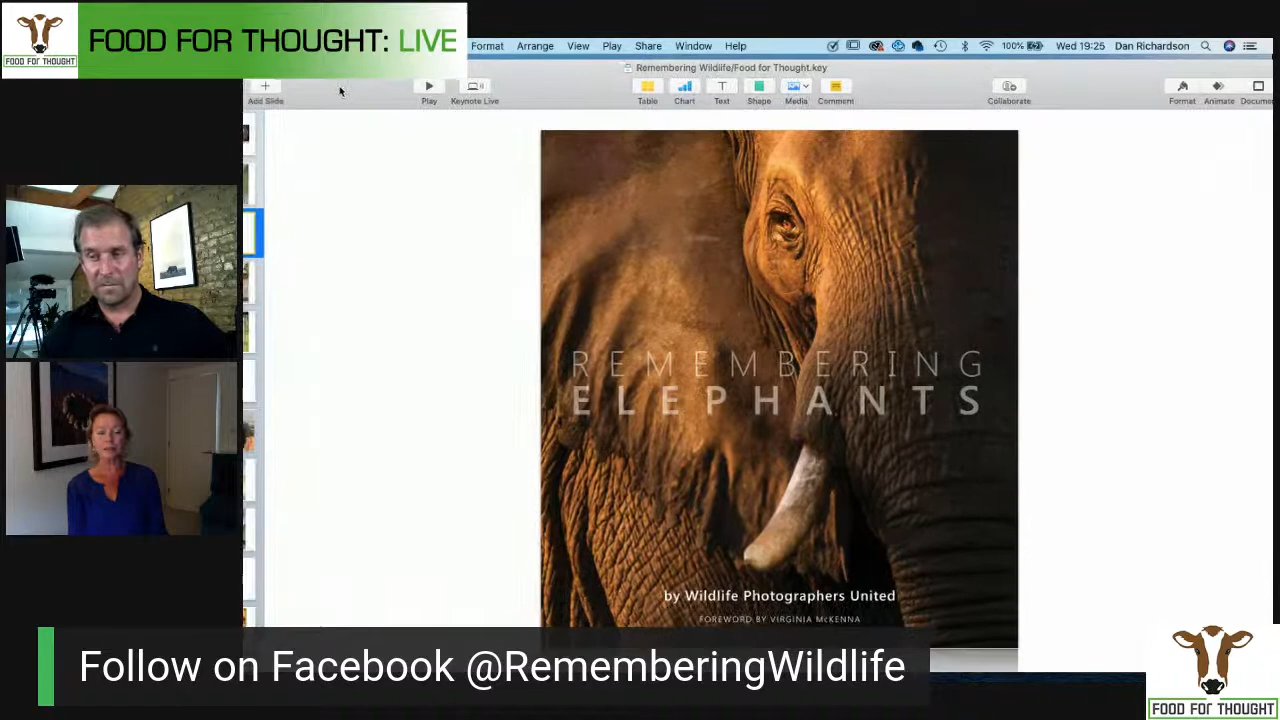 FOOD FOR THOUGHT
FOOD FOR THOUGHT: LIVE
Format Arrange View Play Share Window Help 100% Wed 19:25 Dan Richardson
Remembering Wildlife/Food for Thought.key
Add Slide Play Keynote Live Table Chart Text Shape Media Comment Collaborate Format Animate Documen
REMEMBERING
ELEPHANTS
by Wildlife Photographers United
FOREWORD BY VIRGINIA McKENNA
Follow on Facebook @RememberingWildlife
FOOD FOR THOUGHT